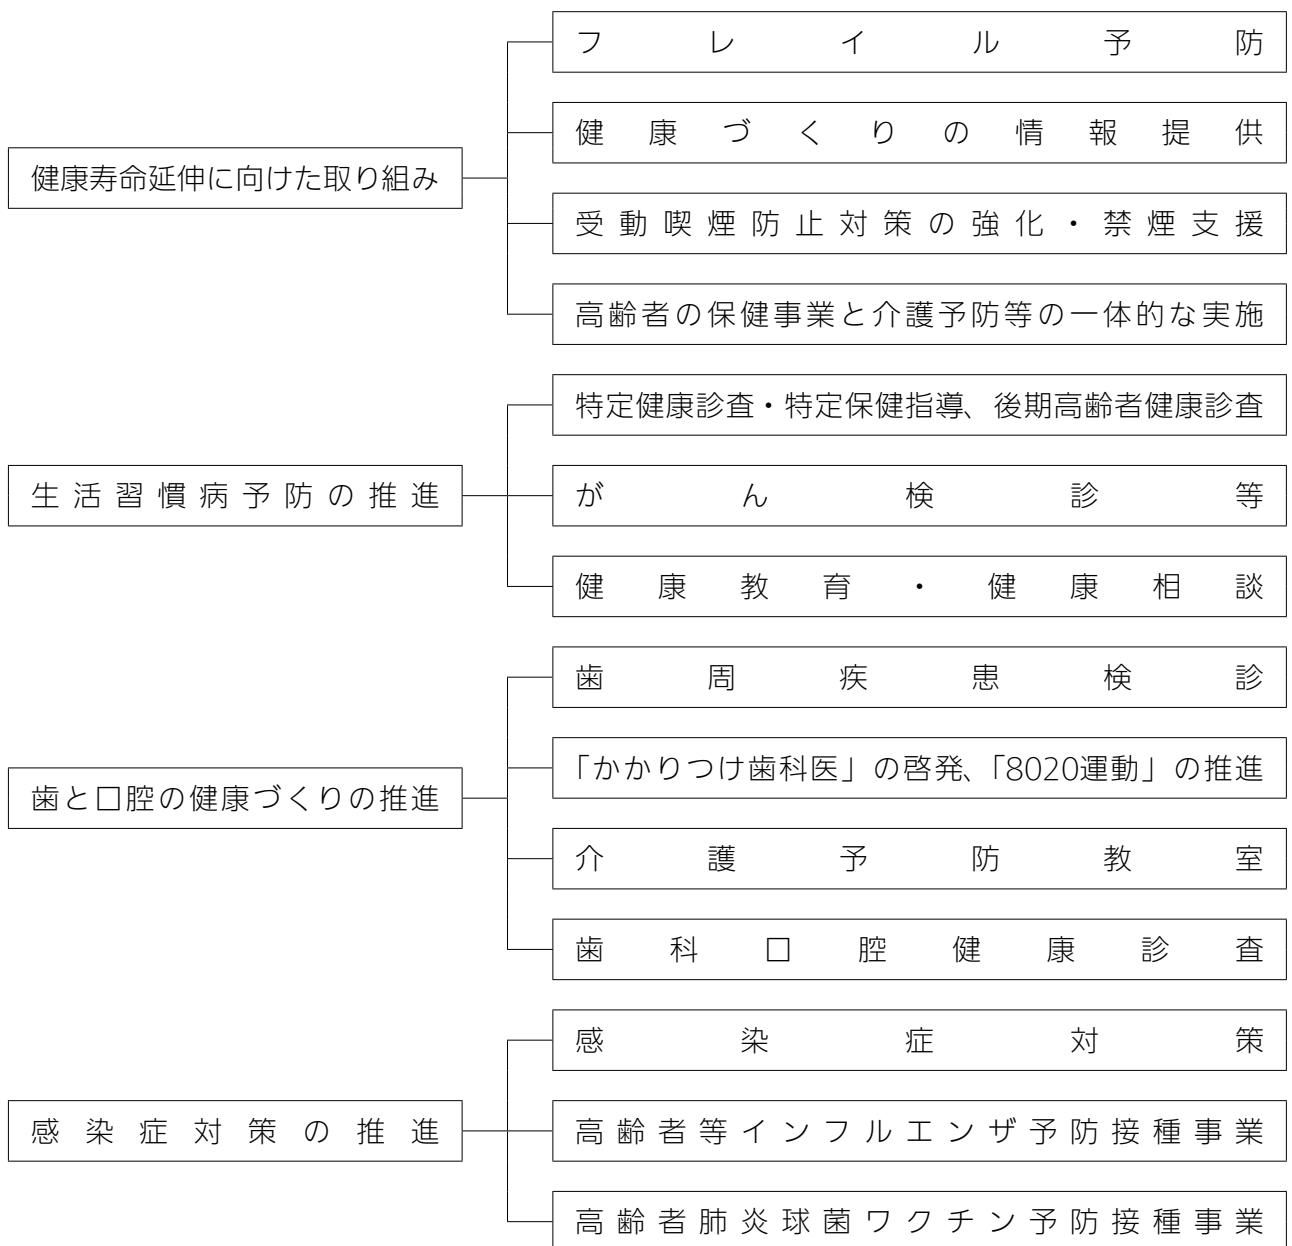 健康寿命延伸に向けた取り組み
フレイル予防
健康づくりの情報提供
受動喫煙防止対策の強化・禁煙支援
高齢者の保健事業と介護予防等の一体的な実施
生活習慣病予防の推進
特定健康診査・特定保健指導、後期高齢者健康診査
がん検診等
健康教育・健康相談
歯と口腔の健康づくりの推進
歯周疾患検診
「かかりつけ歯科医」の啓発、「8020運動」の推進
介護予防教室
歯科口腔健康診査
感染症対策の推進
感染症対策
高齢者等インフルエンザ予防接種事業
高齢者肺炎球菌ワクチン予防接種事業